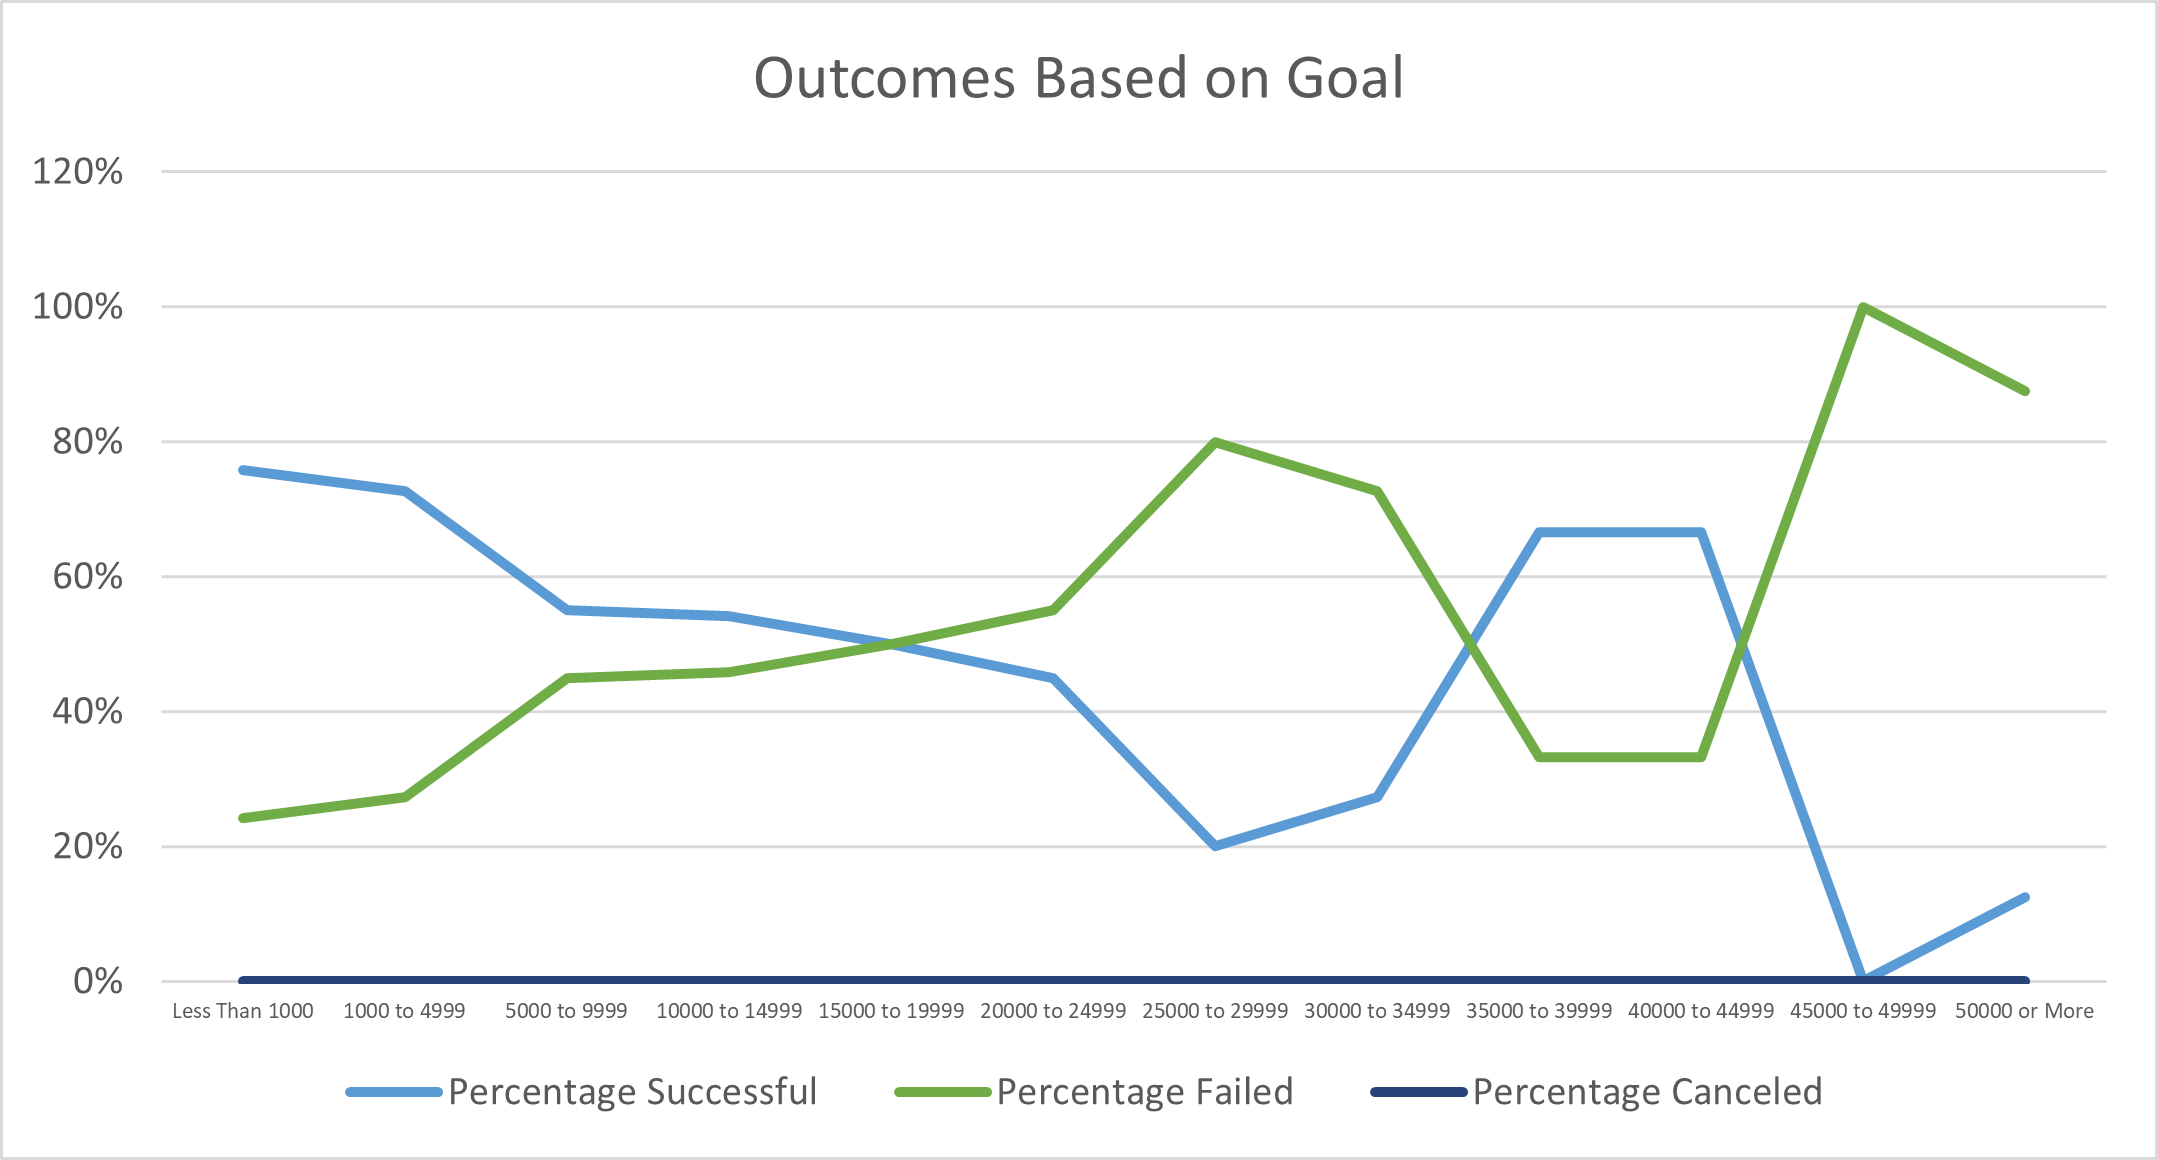 Outcomes Based on Goal
120%
100%
80%
60%
40%
20%
0%
Less Than 1000 1000 to 4999 5000 to 9999 10000 to 14999 15000 to 19999 20000 to 24999 25000 to 29999 30000 to 34999 35000 to 39999 40000 to 44999 45000 to 49999 50000 or More
Percentage Successful Percentage Failed Percentage Canceled